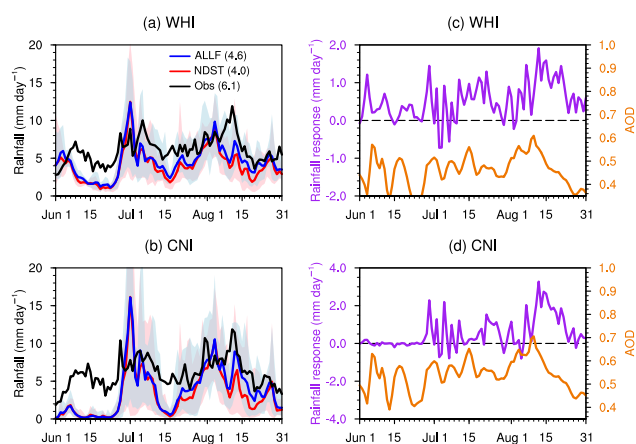 (a) WHI
Rainfall (mm day⁻¹)
20
15
10
5
0
ALLF (4.6)
NDST (4.0)
Obs (6.1)
Jun 1
15
Jul 1
15
Aug 1
15
31
(c) WHI
Rainfall response (mm day⁻¹)
2.0
1.0
0.0
-1.0
-2.0
1.0
0.9
0.8
0.7
0.6
0.5
0.4
AOD
Jun 1
15
Jul 1
15
Aug 1
15
31
(b) CNI
Rainfall (mm day⁻¹)
20
15
10
5
0
Jun 1
15
Jul 1
15
Aug 1
15
31
(d) CNI
Rainfall response (mm day⁻¹)
4.0
2.0
0.0
-2.0
-4.0
1.0
0.9
0.8
0.7
0.6
0.5
0.4
AOD
Jun 1
15
Jul 1
15
Aug 1
15
31